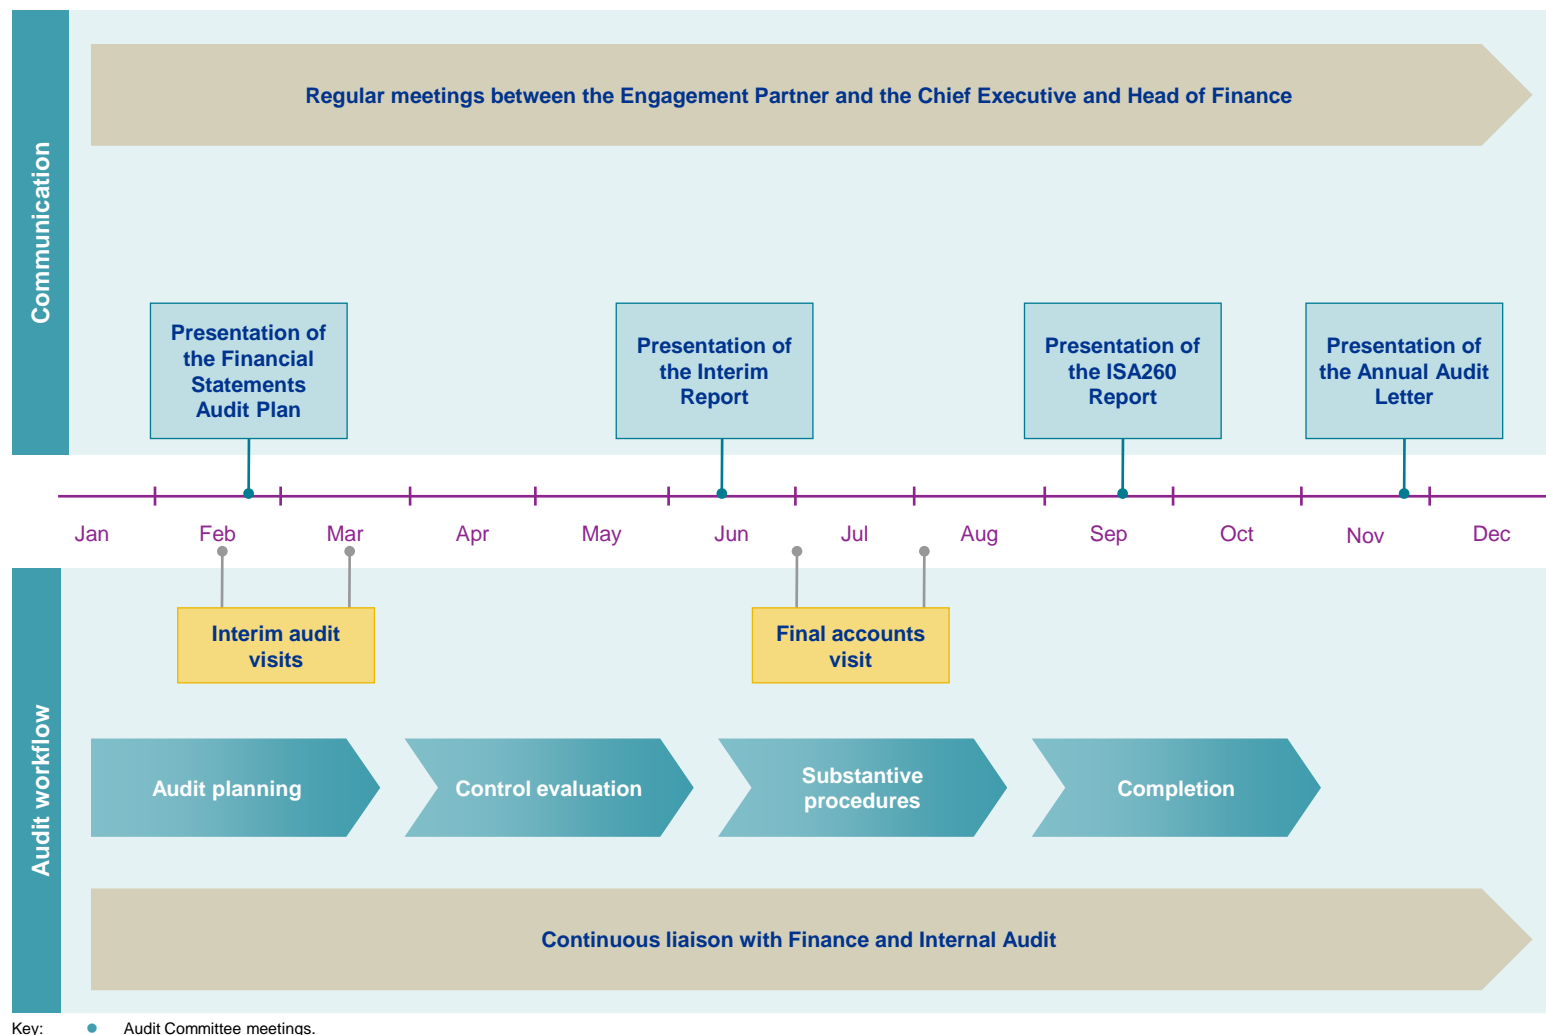 Communication
Regular meetings between the Engagement Partner and the Chief Executive and Head of Finance
Presentation of
the Financial
Statements
Audit Plan
Presentation of
the Interim
Report
Presentation of
the ISA260
Report
Presentation of
the Annual Audit
Letter
Jan Feb Mar Apr May Jun Jul Aug Sep Oct Nov Dec
Audit workflow
Interim audit
visits
Final accounts
visit
Audit planning
Control evaluation
Substantive
procedures
Completion
Continuous liaison with Finance and Internal Audit
Key: Audit Committee meetings.